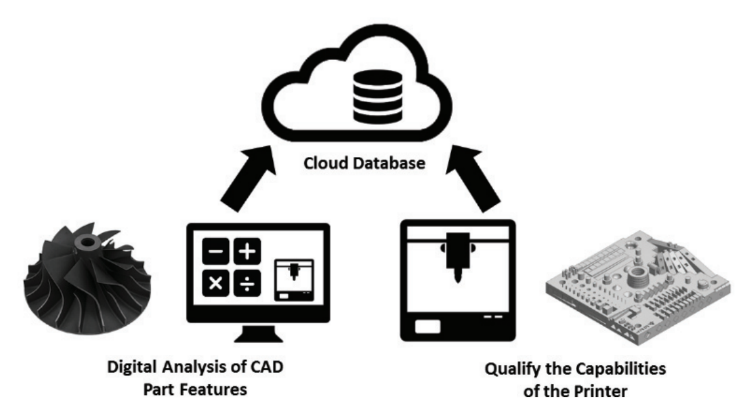 Cloud Database
Digital Analysis of CAD
Part Features
Qualify the Capabilities
of the Printer